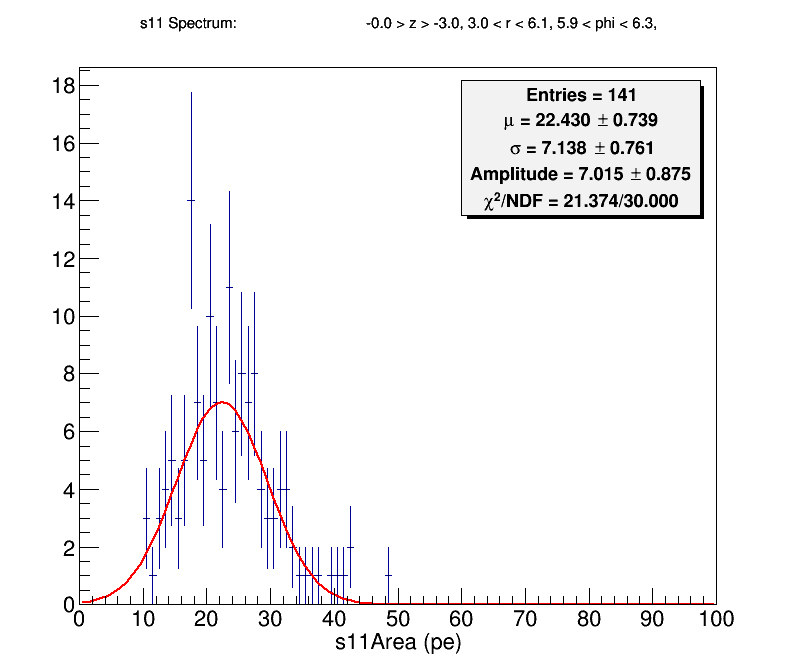 s11 Spectrum: -0.0 > z > -3.0, 3.0 < r < 6.1, 5.9 < phi < 6.3,
Entries = 141
μ = 22.430 ± 0.739
σ = 7.138 ± 0.761
Amplitude = 7.015 ± 0.875
χ²/NDF = 21.374/30.000
18
16
14
12
10
8
6
4
2
0
0 10 20 30 40 50 60 70 80 90 100
s11Area (pe)